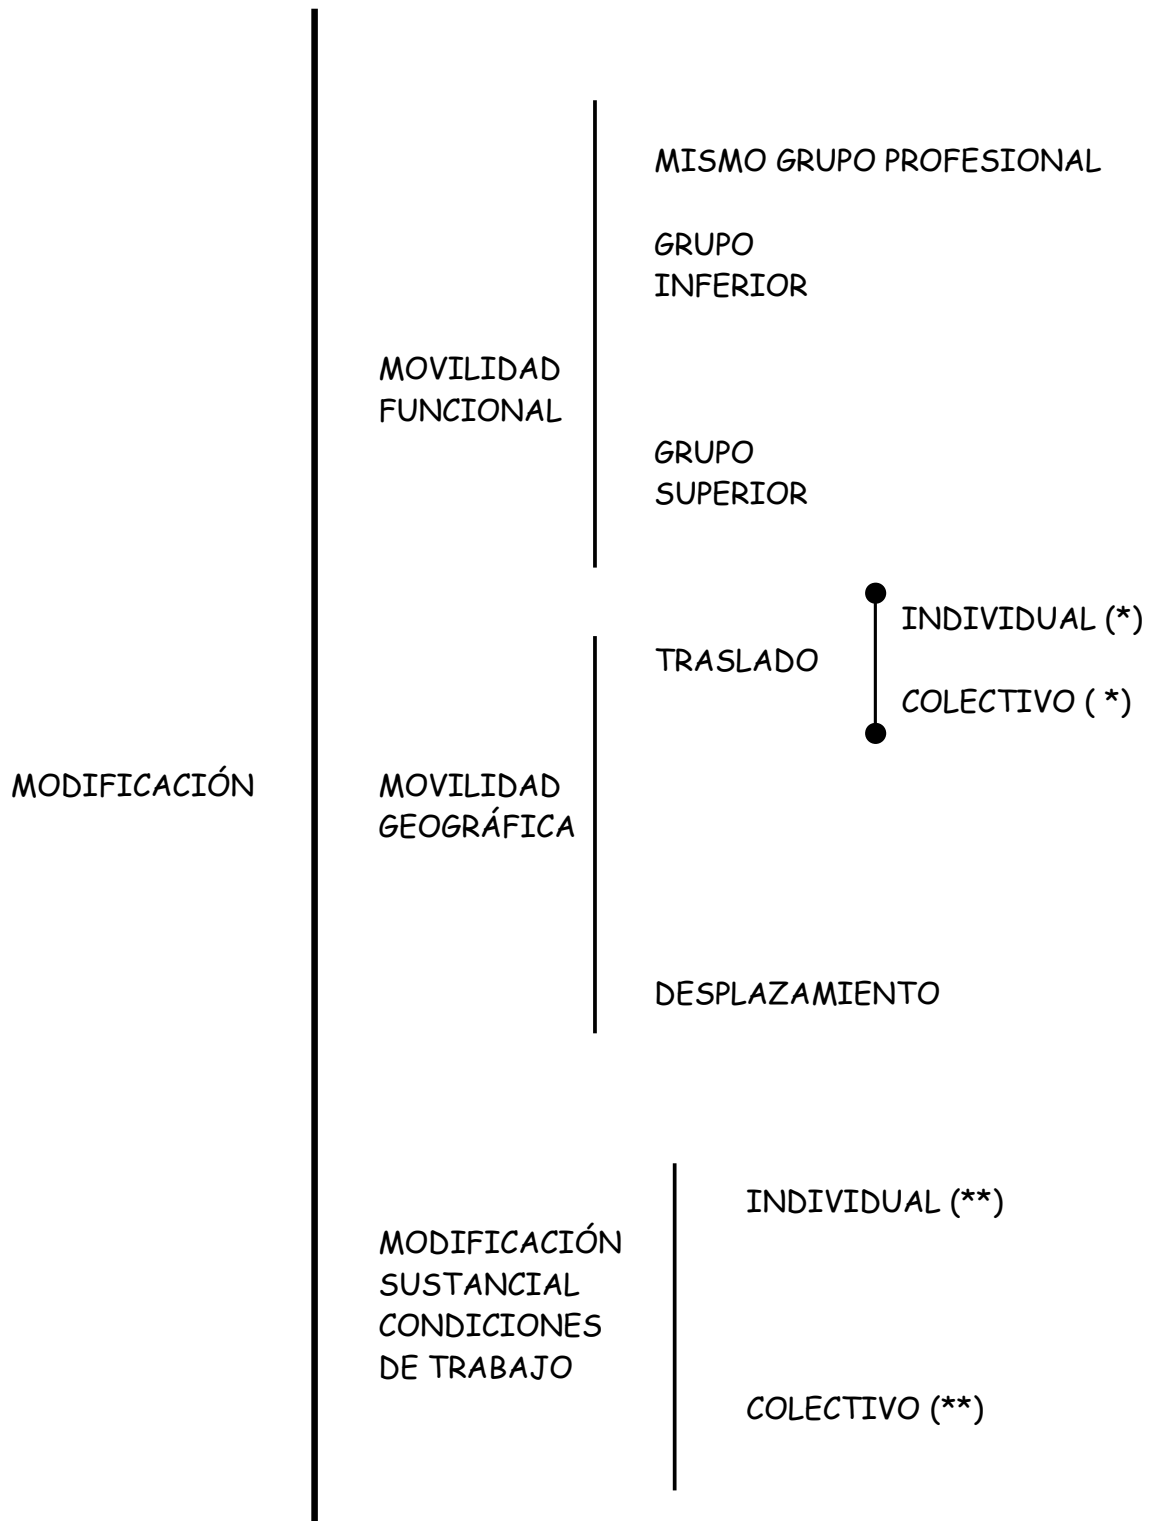 MISMO GRUPO PROFESIONAL
GRUPO
INFERIOR
MOVILIDAD
FUNCIONAL
GRUPO
SUPERIOR
INDIVIDUAL (*)
TRASLADO
COLECTIVO ( *)
MODIFICACIÓN
MOVILIDAD
GEOGRÁFICA
DESPLAZAMIENTO
INDIVIDUAL (**)
MODIFICACIÓN
SUSTANCIAL
CONDICIONES
DE TRABAJO
COLECTIVO (**)